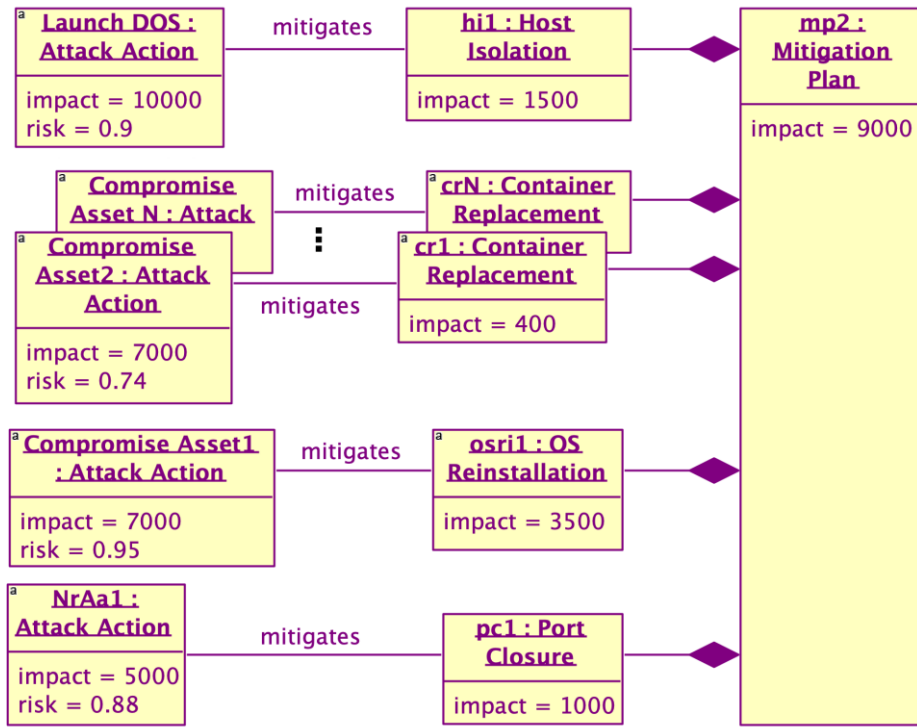 a
Launch DOS :
Attack Action
impact = 10000
risk = 0.9
mitigates
hi1 : Host
Isolation
impact = 1500
mp2 :
Mitigation
Plan
impact = 9000
a
Compromise
Asset N : Attack
mitigates
a
crN : Container
Replacement
a
Compromise
Asset2 : Attack
Action
impact = 7000
risk = 0.74
mitigates
a
cr1 : Container
Replacement
impact = 400
a
Compromise Asset1
: Attack Action
impact = 7000
risk = 0.95
mitigates
a
osri1 : OS
Reinstallation
impact = 3500
a
NrAa1 :
Attack Action
impact = 5000
risk = 0.88
mitigates
pc1 : Port
Closure
impact = 1000